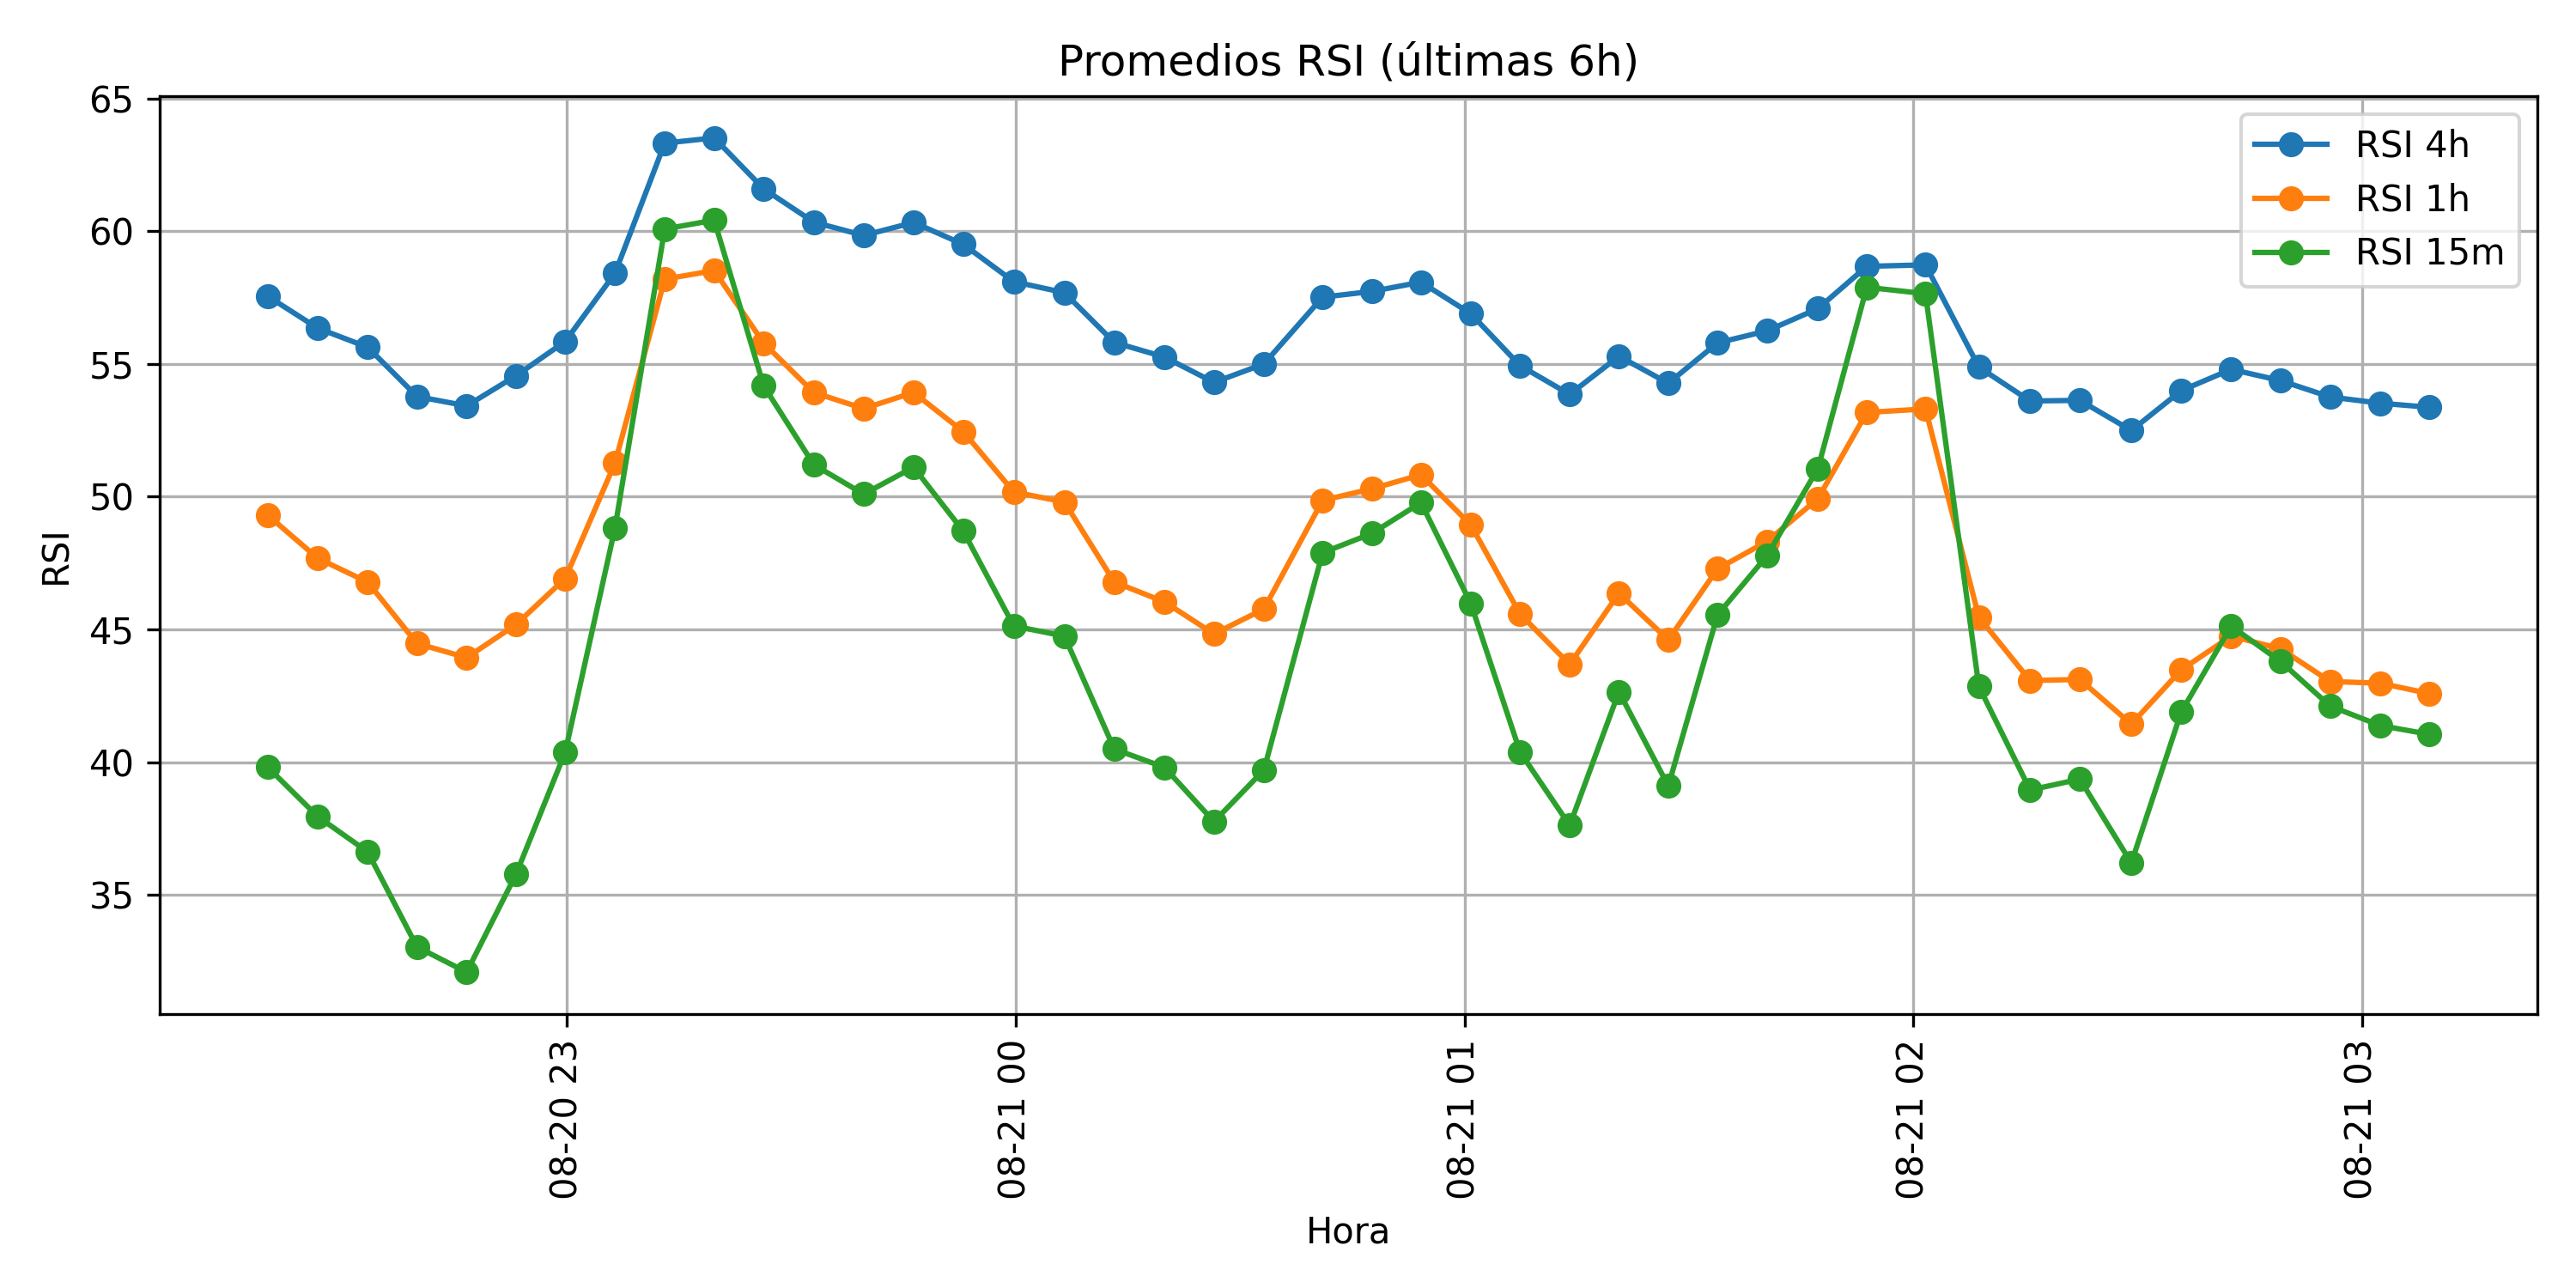 Promedios RSI (últimas 6h)
RSI 4h
RSI 1h
RSI 15m
65
60
55
50
45
40
35
RSI
08-20 23
08-21 00
08-21 01
08-21 02
08-21 03
Hora